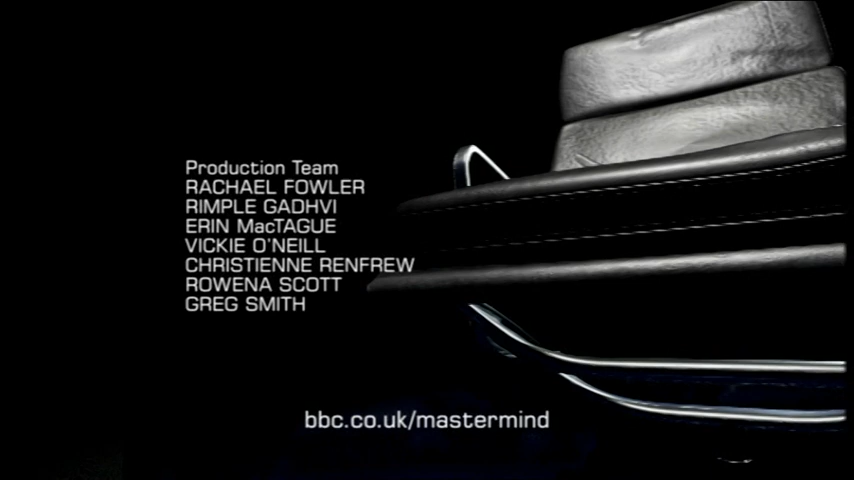 Production Team
RACHAEL FOWLER
RIMPLE GADHVI
ERIN MacTAGUE
VICKIE O'NEILL
CHRISTIENNE RENFREW
ROWENA SCOTT
GREG SMITH
bbc.co.uk/mastermind